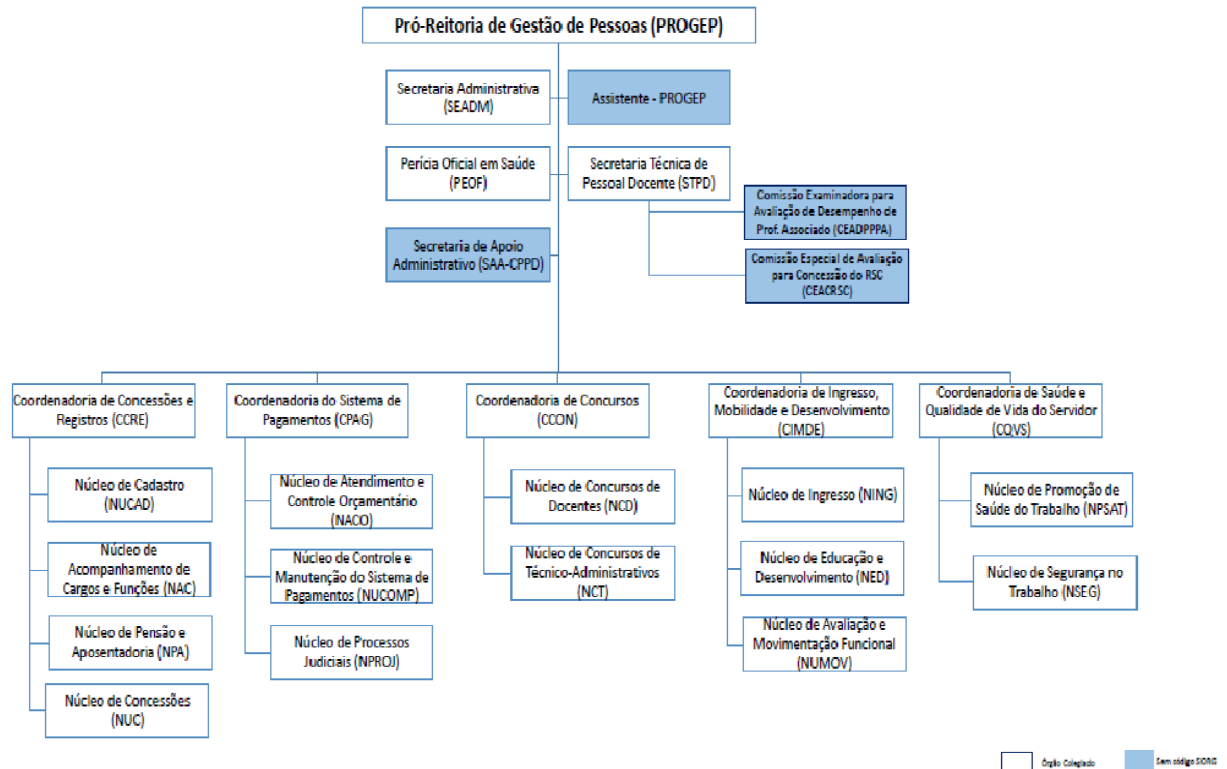 Pró-Reitoria de Gestão de Pessoas (PROGEP)
Secretaria Administrativa
(SEADM)
Assistente - PROGEP
Perícia Oficial em Saúde
(PEOF)
Secretaria Técnica de
Pessoal Docente (STPD)
Comissão Examinadora para
Avaliação de Desempenho de
Prof. Associado (CEADPPPA)
Secretaria de Apoio
Administrativo (SAA-CPPD)
Comissão Especial de Avaliação
para Concessão do RSC
(CEACRSC)
Coordenadoria de Concessões e
Registros (CCRE)
Coordenadoria do Sistema de
Pagamentos (CPAG)
Coordenadoria de Concursos
(CCON)
Coordenadoria de Ingresso,
Mobilidade e Desenvolvimento
(CIMDE)
Coordenadoria de Saúde e
Qualidade de Vida do Servidor
(CQVS)
Núcleo de Cadastro
(NUCAD)
Núcleo de
Acompanhamento de
Cargos e Funções (NAC)
Núcleo de Pensão e
Aposentadoria (NPA)
Núcleo de Concessões
(NUC)
Núcleo de Atendimento e
Controle Orçamentário
(NACO)
Núcleo de Controle e
Manutenção do Sistema de
Pagamentos (NUCOMP)
Núcleo de Processos
Judiciais (NPROJ)
Núcleo de Concursos de
Docentes (NCD)
Núcleo de Concursos de
Técnico-Administrativos
(NCT)
Núcleo de Ingresso (NING)
Núcleo de Educação e
Desenvolvimento (NED)
Núcleo de Avaliação e
Movimentação Funcional
(NUMOV)
Núcleo de Promoção de
Saúde do Trabalho (NPSAT)
Núcleo de Segurança no
Trabalho (NSEG)
Órgão Colegiado
Sem código SIORG